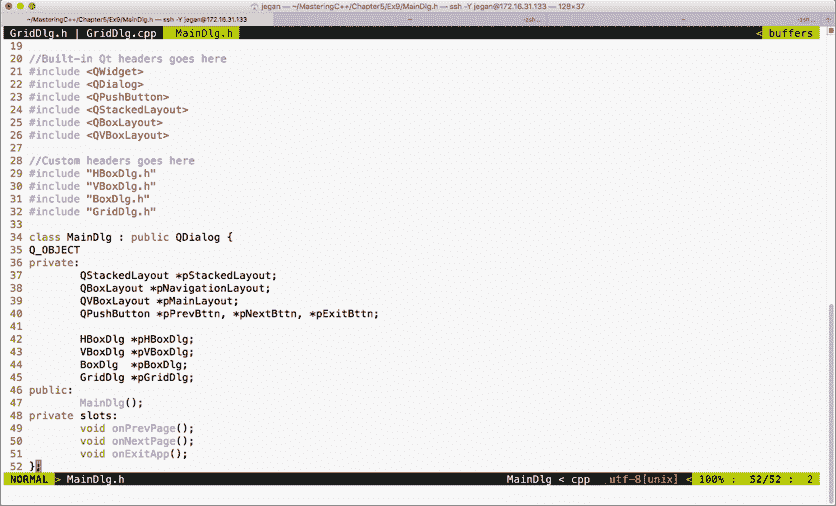 jegan — ~/MasteringC++/Chapter5/Ex9/MainDlg.h — ssh -Y jegan@172.16.31.133 — 128×37
~/MasteringC++/Chapter5/Ex9/MainDlg.h — ssh -Y jegan@172.16.31.133
GridDlg.h | GridDlg.cpp MainDlg.h < buffers
19
20 //Built-in Qt headers goes here
21 #include <QWidget>
22 #include <QDialog>
23 #include <QPushButton>
24 #include <QStackedLayout>
25 #include <QBoxLayout>
26 #include <QVBoxLayout>
27
28 //Custom headers goes here
29 #include "HBoxDlg.h"
30 #include "VBoxDlg.h"
31 #include "BoxDlg.h"
32 #include "GridDlg.h"
33
34 class MainDlg : public QDialog {
35 Q_OBJECT
36 private:
37 QStackedLayout *pStackedLayout;
38 QBoxLayout *pNavigationLayout;
39 QVBoxLayout *pMainLayout;
40 QPushButton *pPrevBttn, *pNextBttn, *pExitBttn;
41
42 HBoxDlg *pHBoxDlg;
43 VBoxDlg *pVBoxDlg;
44 BoxDlg *pBoxDlg;
45 GridDlg *pGridDlg;
46 public:
47 MainDlg();
48 private slots:
49 void onPrevPage();
50 void onNextPage();
51 void onExitApp();
52 };
NORMAL > MainDlg.h MainDlg < cpp utf-8[unix] < 100% : 52/52 : 2